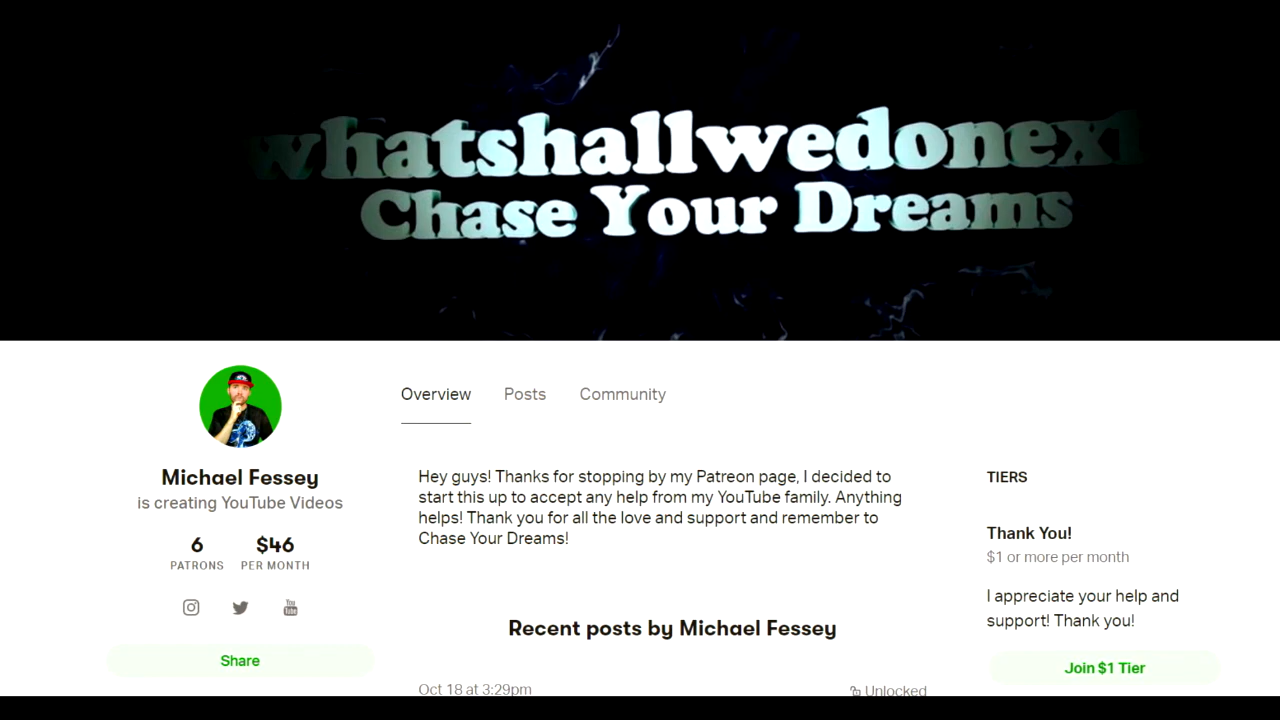 whatshallwedonext
Chase Your Dreams
Overview Posts Community
Michael Fessey
is creating YouTube Videos
6 $46
PATRONS PER MONTH
You
Tube
Share
Hey guys! Thanks for stopping by my Patreon page, I decided to
start this up to accept any help from my YouTube family. Anything
helps! Thank you for all the love and support and remember to
Chase Your Dreams!
Recent posts by Michael Fessey
Oct 18 at 3:29pm Unlocked
TIERS
Thank You!
$1 or more per month
I appreciate your help and
support! Thank you!
Join $1 Tier